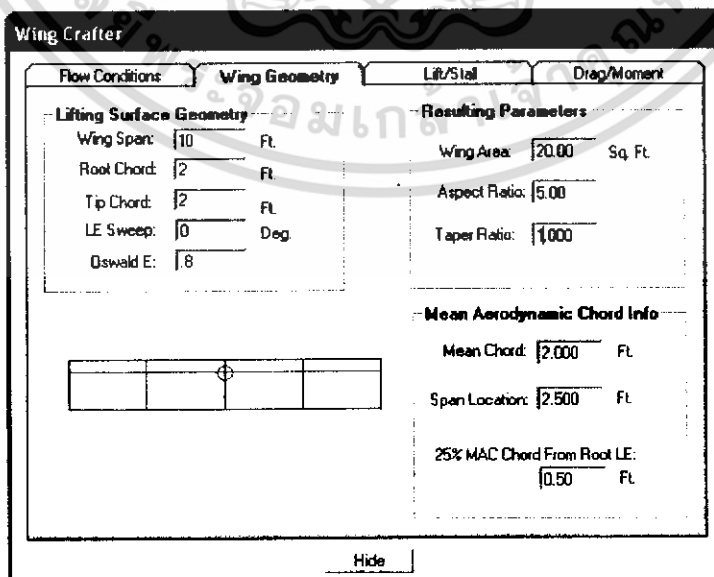 Wing Crafter
Flow Conditions Wing Geometry Lift/Stall Drag/Moment
Lifting Surface Geometry
Wing Span: 10 Ft.
Root Chord: 2 Ft.
Tip Chord: 2 Ft.
LE Sweep: 0 Deg.
Oswald E: .8
Resulting Parameters
Wing Area: 20.00 Sq. Ft.
Aspect Ratio: 5.00
Taper Ratio: 1.000
Mean Aerodynamic Chord Info
Mean Chord: 2.000 Ft.
Span Location: 2.500 Ft.
25% MAC Chord From Root LE:
0.50 Ft.
Hide